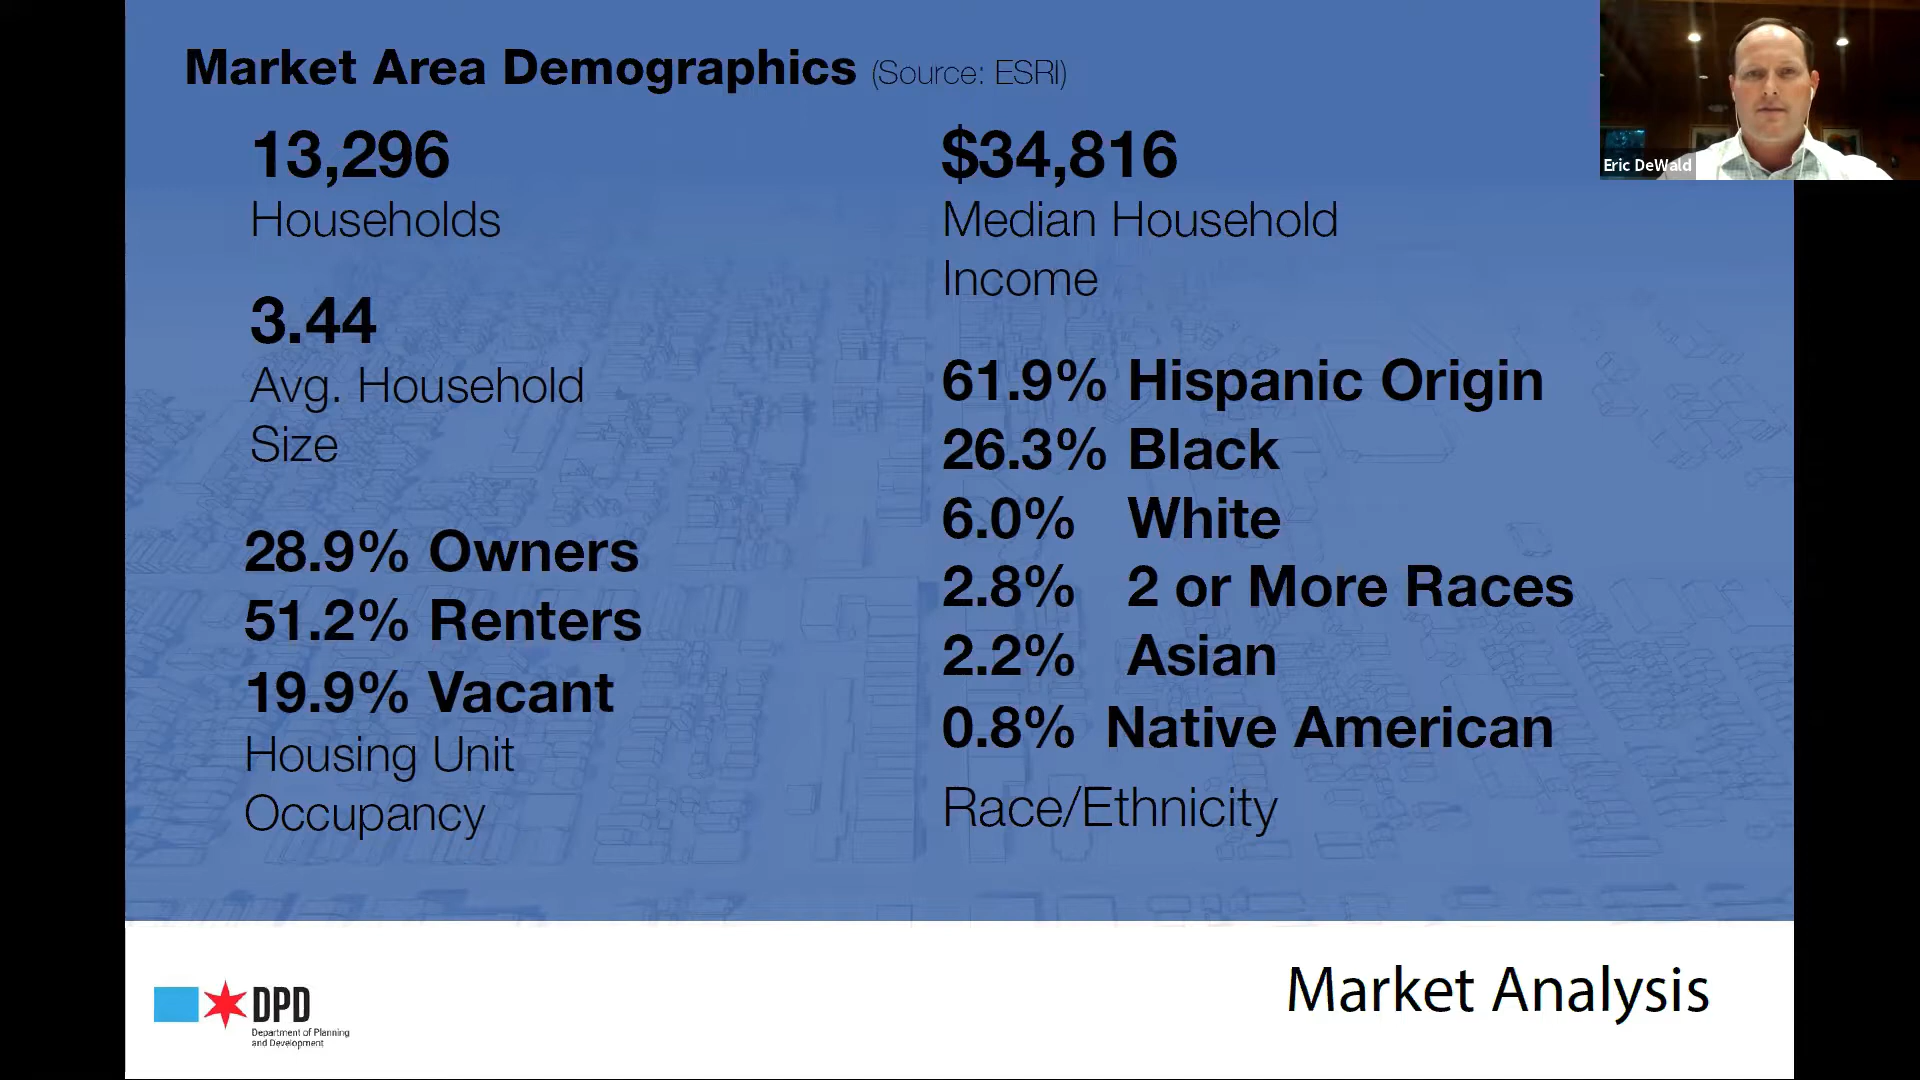 Market Area Demographics (Source: ESRI)
13,296
Households
3.44
Avg. Household
Size
28.9% Owners
51.2% Renters
19.9% Vacant
Housing Unit
Occupancy
$34,816
Median Household
Income
61.9% Hispanic Origin
26.3% Black
6.0% White
2.8% 2 or More Races
2.2% Asian
0.8% Native American
Race/Ethnicity
Eric DeWald
DPD
Department of Planning
and Development
Market Analysis